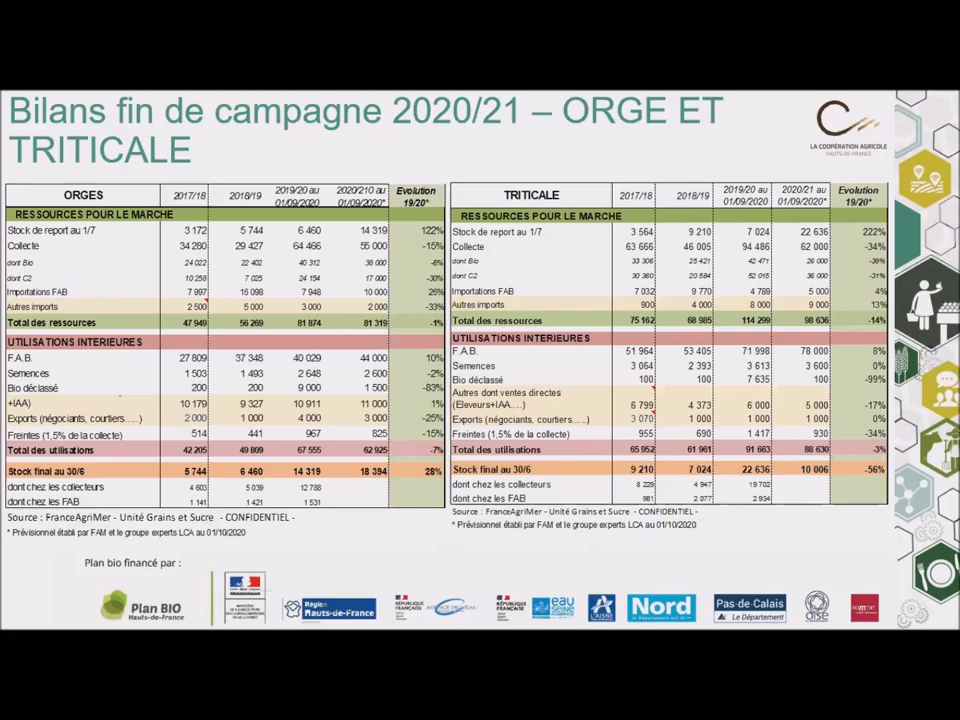 Bilans fin de campagne 2020/21 – ORGE ET
TRITICALE
LA COOPÉRATION AGRICOLE
HAUTS-DE-FRANCE
ORGES 2017/18 2018/19 2019/20 au 01/09/2020 2020/210 au 01/09/2020* Evolution 19/20*
RESSOURCES POUR LE MARCHE
Stock de report au 1/7 3 172 5 744 6 460 14 319 122%
Collecte 34 280 29 427 64 466 55 000 -15%
dont Bio 24 022 22 402 40 312 38 000 -6%
dont C2 10 258 7 025 24 154 17 000 -30%
Importations FAB 7 997 16 098 7 948 10 000 26%
Autres imports 2 500 5 000 3 000 2 000 -33%
Total des ressources 47 949 56 269 81 874 81 319 -1%
UTILISATIONS INTERIEURES
F.A.B. 27 809 37 348 40 029 44 000 10%
Semences 1 503 1 493 2 648 2 600 -2%
Bio déclassé 200 200 9 000 1 500 -83%
+IAA) 10 179 9 327 10 911 11 000 1%
Exports (négociants, courtiers.....) 2 000 1 000 4 000 3 000 -25%
Freintes (1,5% de la collecte) 514 441 967 825 -15%
Total des utilisations 42 205 49 809 67 555 62 925 -7%
Stock final au 30/6 5 744 6 460 14 319 18 394 28%
dont chez les collecteurs 4 603 5 039 12 788
dont chez les FAB 1 141 1 421 1 531
Source : FranceAgriMer - Unité Grains et Sucre - CONFIDENTIEL -
* Prévisionnel établi par FAM et le groupe experts LCA au 01/10/2020
TRITICALE 2017/18 2018/19 2019/20 au 01/09/2020 2020/21 au 01/09/2020* Evolution 19/20*
RESSOURCES POUR LE MARCHE
Stock de report au 1/7 3 564 9 210 7 024 22 636 222%
Collecte 63 666 46 005 94 486 62 000 -34%
dont Bio 33 306 25 421 42 471 26 000 -39%
dont C2 30 360 20 584 52 015 36 000 -31%
Importations FAB 7 032 9 770 4 789 5 000 4%
Autres imports 900 4 000 8 000 9 000 13%
Total des ressources 75 162 68 985 114 299 98 636 -14%
UTILISATIONS INTERIEURES
F.A.B. 51 964 53 405 71 998 78 000 8%
Semences 3 064 2 393 3 613 3 600 0%
Bio déclassé 100 100 7 635 100 -99%
Autres dont ventes directes
(Eleveurs+IAA....) 6 799 4 373 6 000 5 000 -17%
Exports (négociants, courtiers.....) 3 070 1 000 1 000 1 000 0%
Freintes (1,5% de la collecte) 955 690 1 417 930 -34%
Total des utilisations 65 952 61 961 91 663 88 630 -3%
Stock final au 30/6 9 210 7 024 22 636 10 006 -56%
dont chez les collecteurs 8 229 4 947 19 702
dont chez les FAB 981 2 077 2 934
Source : FranceAgriMer - Unité Grains et Sucre - CONFIDENTIEL -
* Prévisionnel établi par FAM et le groupe experts LCA au 01/10/2020
Plan bio financé par :
Plan BIO
Hauts-de-France
Région
Hauts-de-France
RÉPUBLIQUE
FRANÇAISE
AGENCE DE L'EAU
RÉPUBLIQUE
FRANÇAISE
eau
SEINE
L'AISNE
Nord
Pas-de-Calais
Le Département
OISE
somme